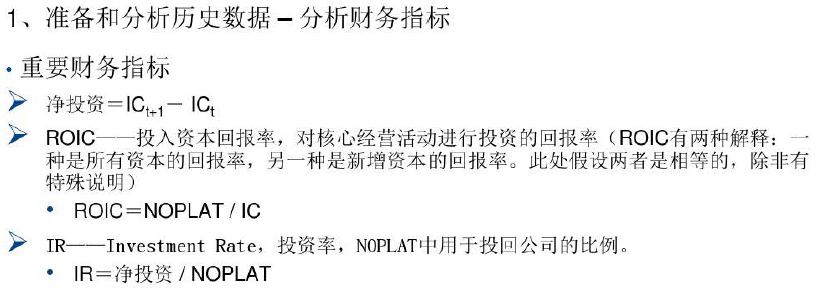 1、准备和分析历史数据 – 分析财务指标
• 重要财务指标
➢ 净投资＝ICt+1－ ICt
➢ ROIC——投入资本回报率，对核心经营活动进行投资的回报率（ROIC有两种解释：一
种是所有资本的回报率，另一种是新增资本的回报率。此处假设两者是相等的，除非有
特殊说明）
• ROIC＝NOPLAT / IC
➢ IR——Investment Rate，投资率，NOPLAT中用于投回公司的比例。
• IR＝净投资 / NOPLAT